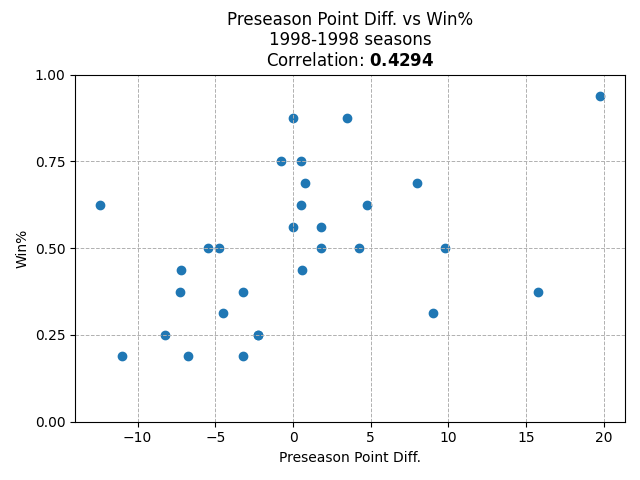 Preseason Point Diff. vs Win%
1998-1998 seasons
Correlation: 0.4294
1.00
0.75
0.50
0.25
0.00
Win%
−10
−5
0
5
10
15
20
Preseason Point Diff.